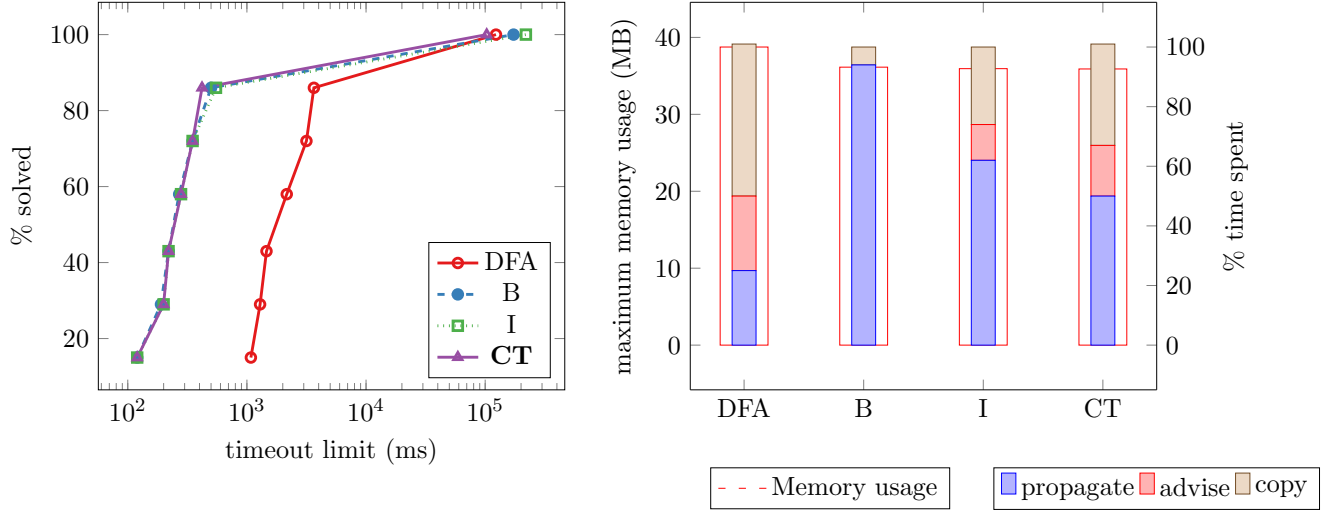 100
80
60
40
20
% solved
10^2
10^3
10^4
10^5
timeout limit (ms)
DFA
B
I
CT
40
30
20
10
0
maximum memory usage (MB)
100
80
60
40
20
0
% time spent
DFA
B
I
CT
Memory usage
propagate
advise
copy